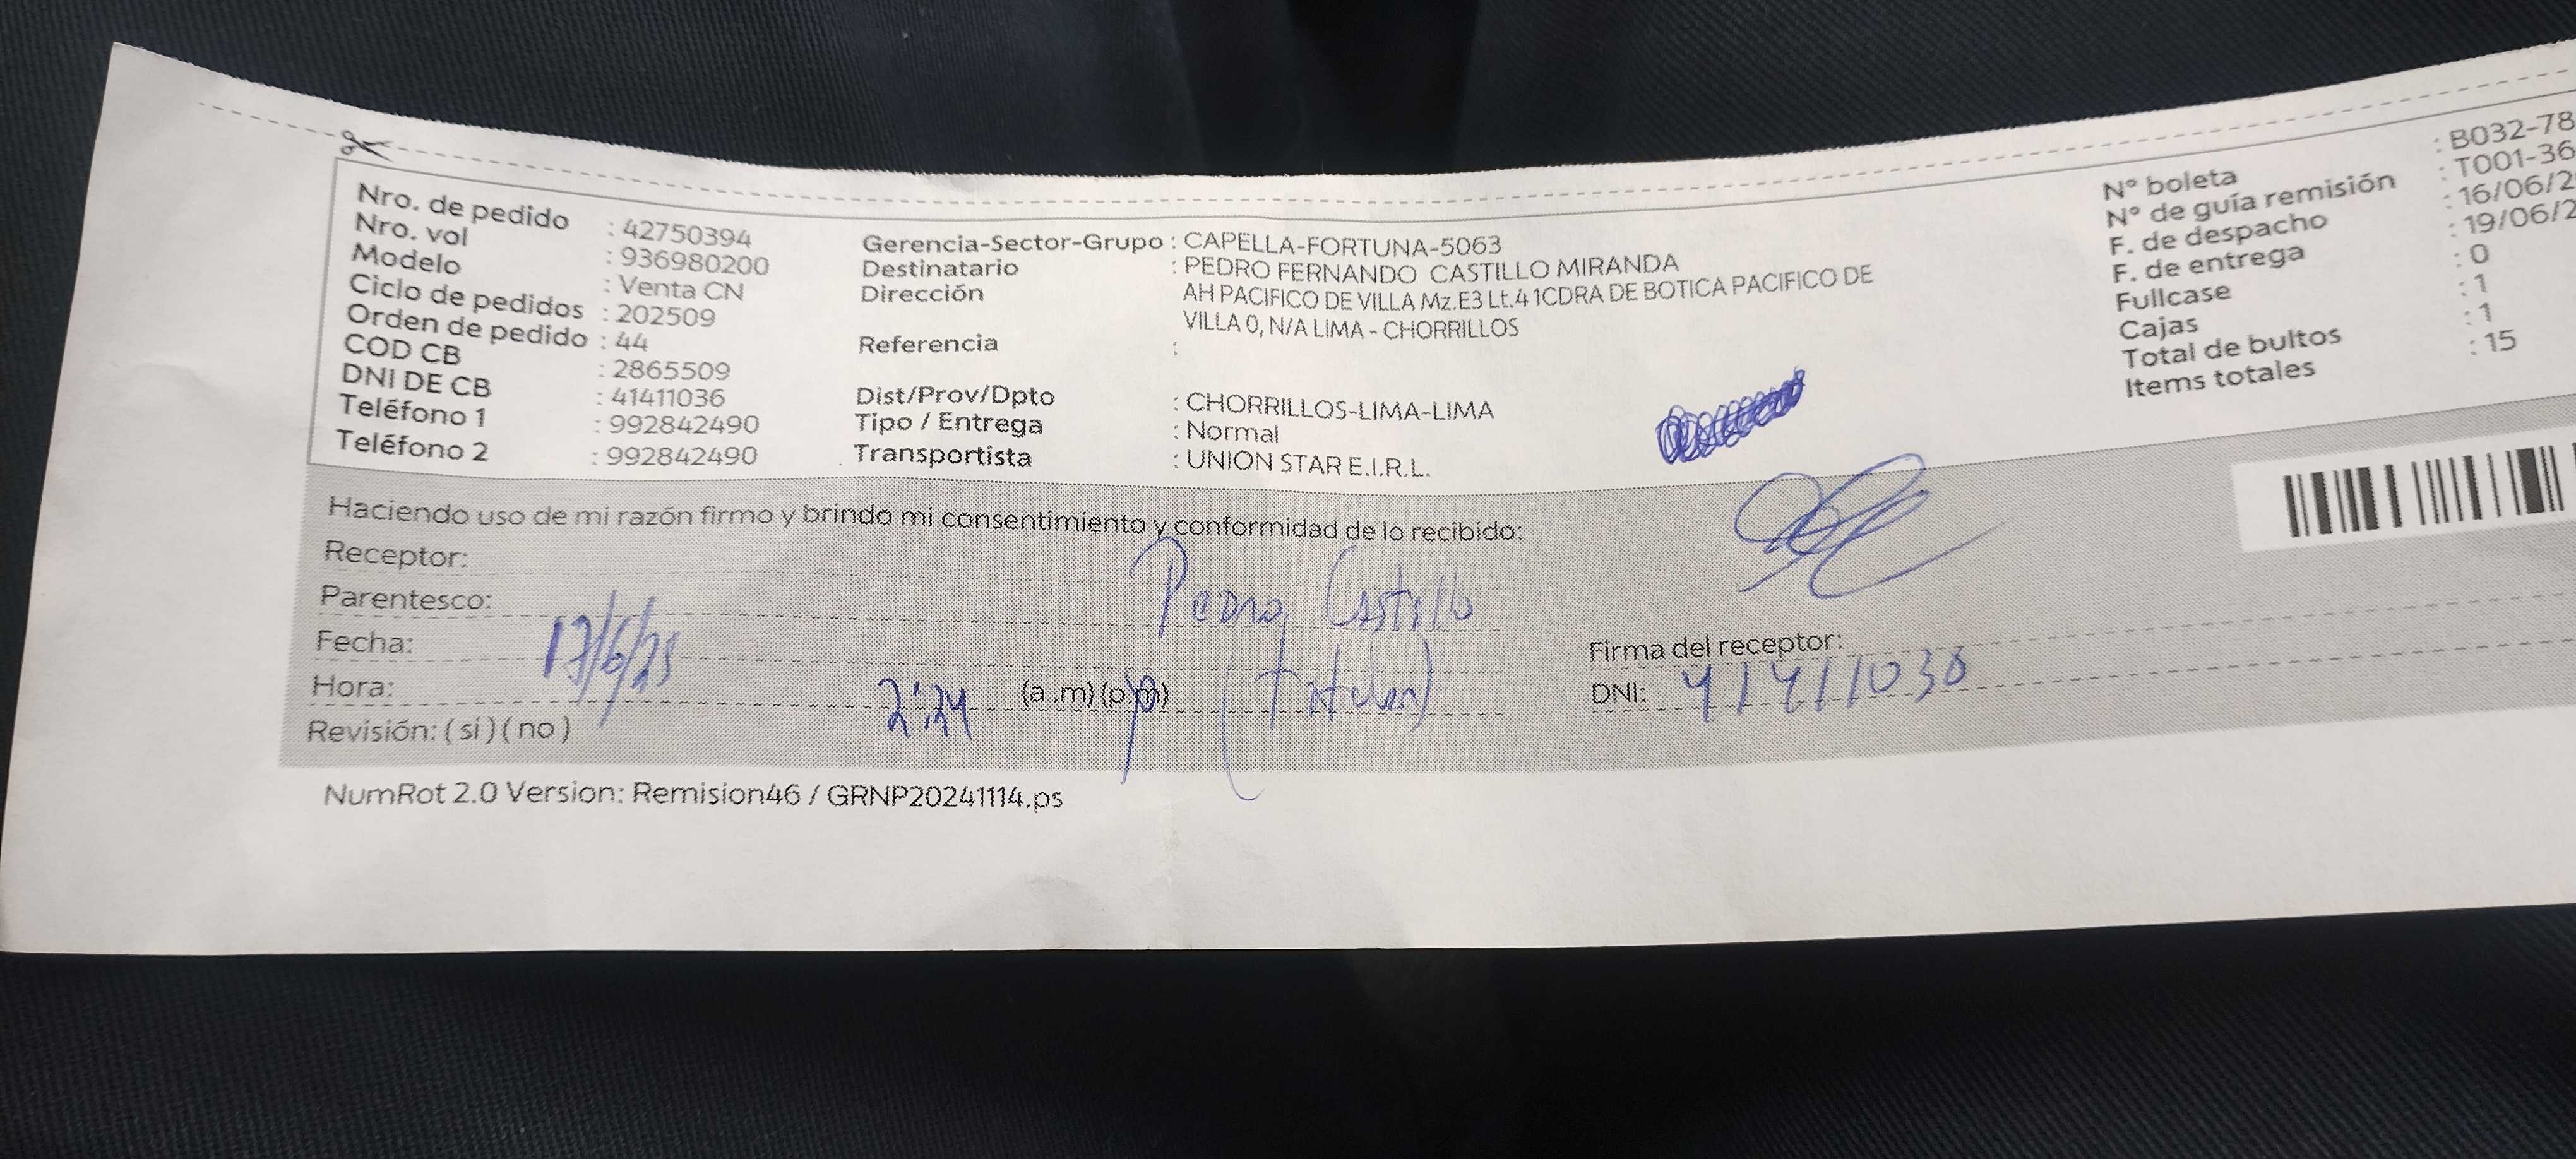 Nro. de pedido : 42750394
Nro. vol : 936980200
Modelo : Venta CN
Ciclo de pedidos : 202509
Orden de pedido : 44
COD CB : 2865509
DNI DE CB : 41411036
Teléfono 1 : 992842490
Teléfono 2 : 992842490
Gerencia-Sector-Grupo : CAPELLA-FORTUNA-5063
Destinatario : PEDRO FERNANDO CASTILLO MIRANDA
Dirección AH PACIFICO DE VILLA Mz.E3 Lt.4 1CDRA DE BOTICA PACIFICO DE
VILLA 0, N/A LIMA - CHORRILLOS
Referencia :
Dist/Prov/Dpto : CHORRILLOS-LIMA-LIMA
Tipo / Entrega : Normal
Transportista : UNION STAR E.I.R.L.
N° boleta : B032-78
N° de guía remisión : T001-36
F. de despacho : 16/06/2
F. de entrega : 19/06/2
Fullcase : 0
Cajas : 1
Total de bultos : 1
Items totales : 15
Haciendo uso de mi razón firmo y brindo mi consentimiento y conformidad de lo recibido:
Receptor:
Parentesco: Pedro Castillo
Fecha: 17/6/25
Firma del receptor:
Hora: 2:24 (a.m) (p.m) (Titular)
DNI: 41411036
Revisión: ( si ) ( no )
NumRot 2.0 Version: Remision46 / GRNP20241114.ps